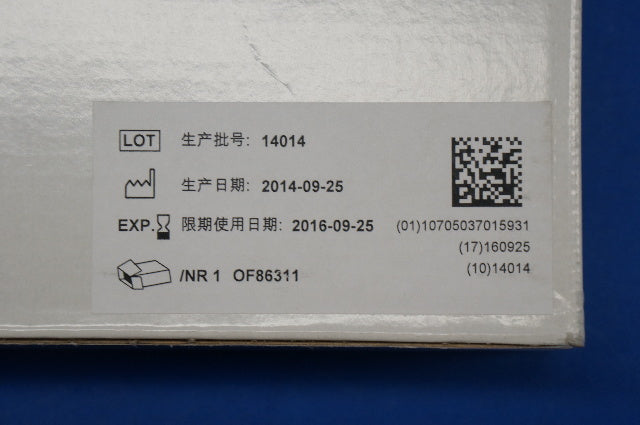 LOT 生产批号: 14014
生产日期: 2014-09-25
EXP. 限期使用日期: 2016-09-25
/NR 1 OF86311
(01)10705037015931
(17)160925
(10)14014